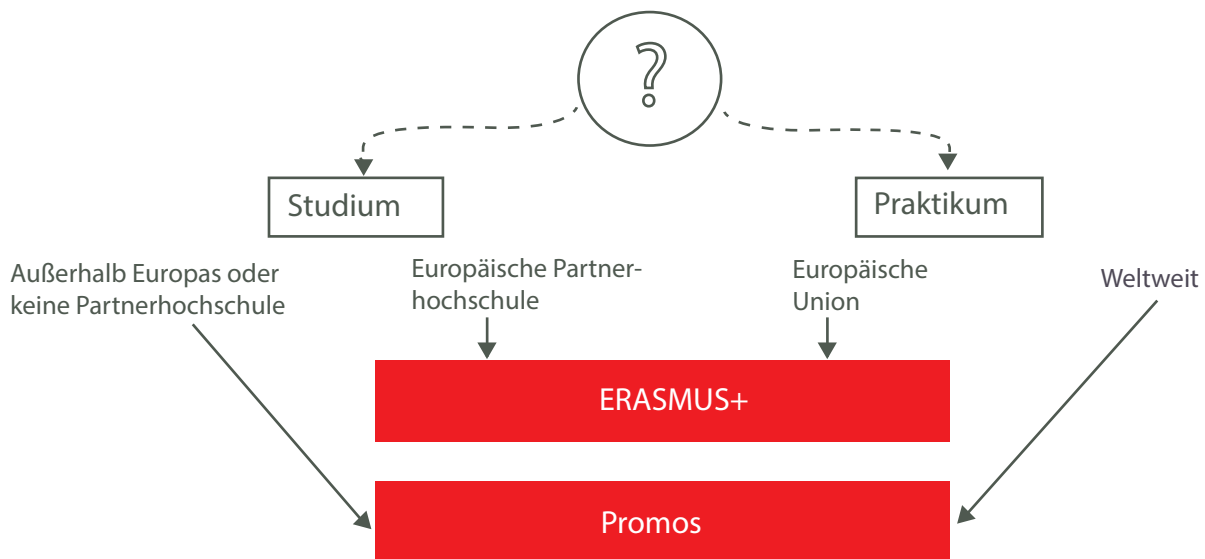 ?
Studium
Praktikum
Außerhalb Europas oder
keine Partnerhochschule
Europäische Partner-
hochschule
Europäische
Union
Weltweit
ERASMUS+
Promos